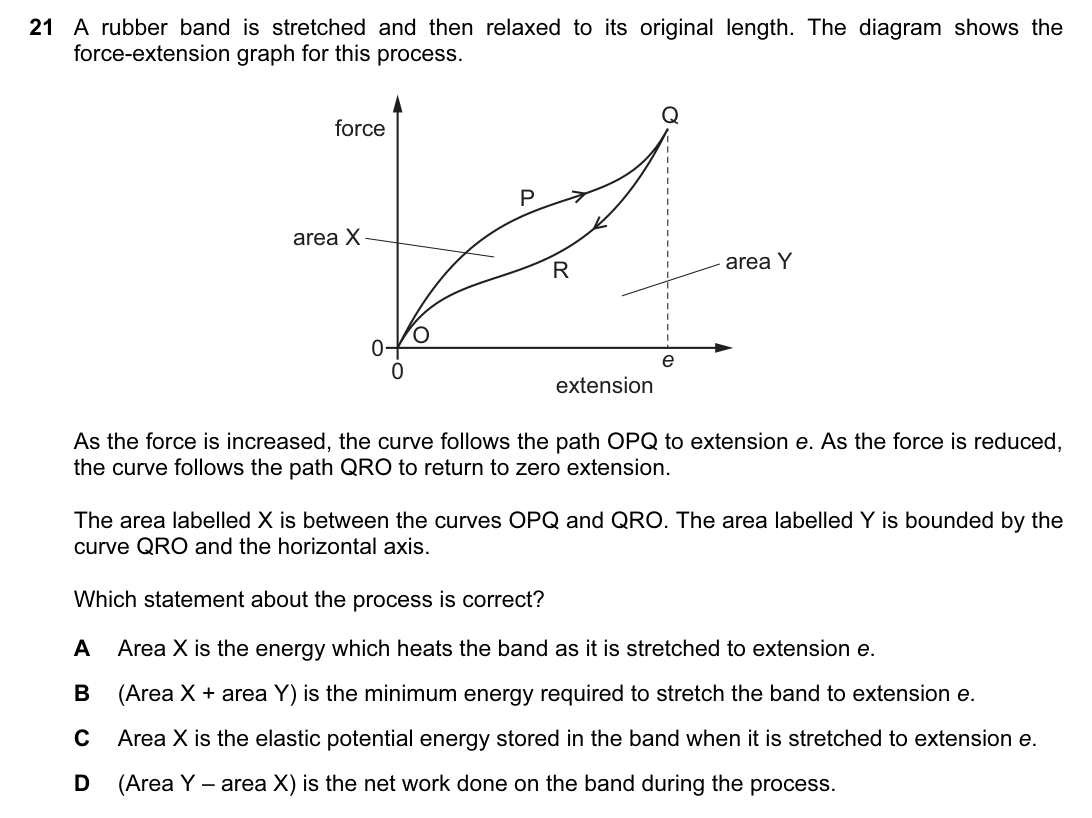 21 A rubber band is stretched and then relaxed to its original length. The diagram shows the
force-extension graph for this process.
Q
force
P
area X
area Y
R
O
0
0
e
extension
As the force is increased, the curve follows the path OPQ to extension e. As the force is reduced,
the curve follows the path QRO to return to zero extension.
The area labelled X is between the curves OPQ and QRO. The area labelled Y is bounded by the
curve QRO and the horizontal axis.
Which statement about the process is correct?
A Area X is the energy which heats the band as it is stretched to extension e.
B (Area X + area Y) is the minimum energy required to stretch the band to extension e.
C Area X is the elastic potential energy stored in the band when it is stretched to extension e.
D (Area Y – area X) is the net work done on the band during the process.